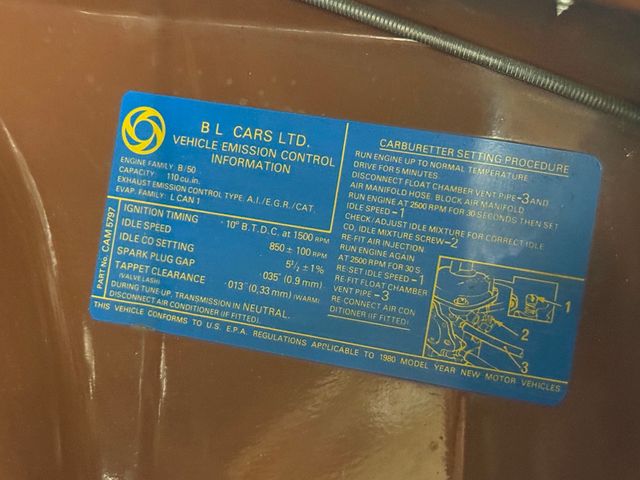 B L CARS LTD.
VEHICLE EMISSION CONTROL
INFORMATION
ENGINE FAMILY: B/50
CAPACITY: 110 cu.in.
EXHAUST EMISSION CONTROL TYPE. A.I./E.G.R./CAT.
EVAP. FAMILY: L CAN 1
PART No. CAM 5797
IGNITION TIMING · 10° B.T.D.C. at 1500 RPM
IDLE SPEED 850 ± 100 RPM
IDLE CO SETTING 5½ ± 1%
SPARK PLUG GAP ·035" (0.9 mm).
TAPPET CLEARANCE ·013" (0,33 mm) (WARM)
(VALVE LASH)
DURING TUNE-UP, TRANSMISSION IN NEUTRAL.
DISCONNECT AIR CONDITIONER (IF FITTED)
CARBURETTER SETTING PROCEDURE
RUN ENGINE UP TO NORMAL TEMPERATURE
DRIVE FOR 5 MINUTES.
DISCONNECT FLOAT CHAMBER VENT PIPE-3 AND
AIR MANIFOLD HOSE. BLOCK AIR MANIFOLD
RUN ENGINE AT 2500 RPM FOR 30 SECONDS THEN SET
IDLE SPEED -1
CHECK/ADJUST IDLE MIXTURE FOR CORRECT IDLE
CO, IDLE MIXTURE SCREW-2
RE-FIT AIR INJECTION
RUN ENGINE AGAIN
AT 2500 RPM FOR 30 S
RE-SET IDLE SPEED -1
RE-FIT FLOAT CHAMBER
VENT PIPE -3
RE-CONNECT AIR CON
DITIONER (IF FITTED)
1
2
3
THIS VEHICLE CONFORMS TO U.S. E.P.A. REGULATIONS APPLICABLE TO 1980 MODEL YEAR NEW MOTOR VEHICLES